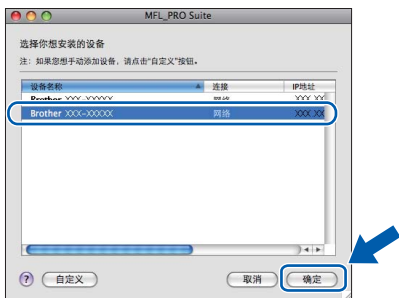 MFL_PRO Suite
选择你想安装的设备
注：如果您想手动添加设备，请点击“自定义”按钮。
设备名称 连接 IP地址
Brother XXX-XXXXX 网络 XXX XX
Brother XXX-XXXXX 网络 XXX XX
? 自定义 取消 确定